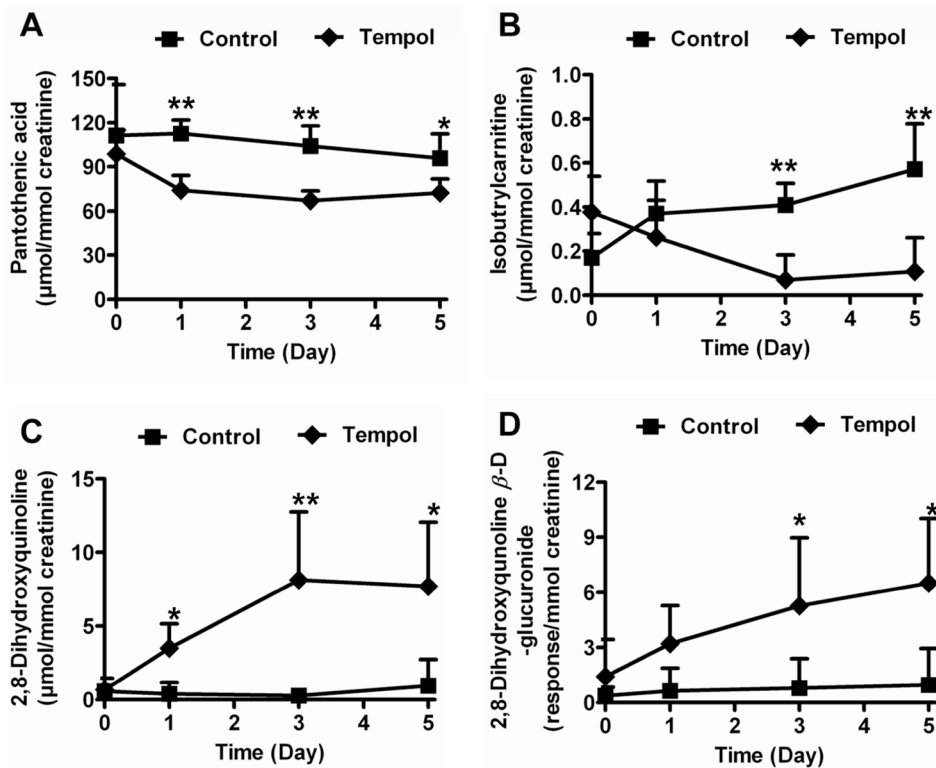 A
Control Tempol
Pantothenic acid
(µmol/mmol creatinine)
150
120
90
60
30
0
** ** *
0 1 2 3 4 5
Time (Day)
B
Control Tempol
Isobutrylcarnitine
(µmol/mmol creatinine)
1.0
0.8
0.6
0.4
0.2
0.0
** **
0 1 2 3 4 5
Time (Day)
C
Control Tempol
2,8-Dihydroxyquinoline
(µmol/mmol creatinine)
15
10
5
0
* ** *
0 1 2 3 4 5
Time (Day)
D
Control Tempol
2,8-Dihydroxyqunoline β-D
-glucuronide
(response/mmol creatinine)
12
9
6
3
0
* *
0 1 2 3 4 5
Time (Day)